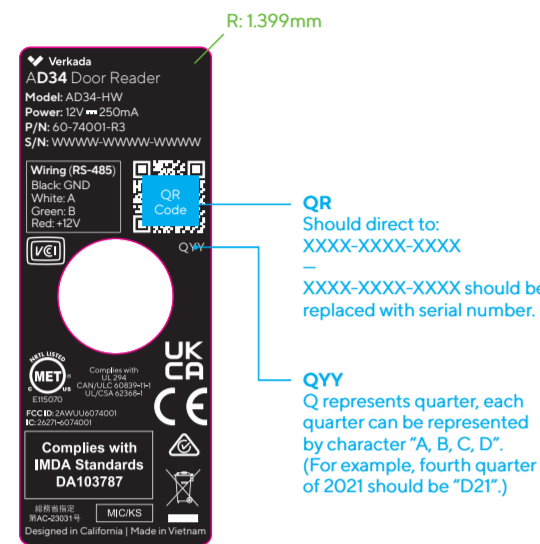 R: 1.399mm
Verkada
AD34 Door Reader
Model: AD34-HW
Power: 12V ⎓ 250mA
P/N: 60-74001-R3
S/N: WWWW-WWWW-WWWW
Wiring (RS-485)
Black: GND
White: A
Green: B
Red: +12V
QR
Code
QYY
VCI
QR
Should direct to:
XXXX-XXXX-XXXX
—
XXXX-XXXX-XXXX should be
replaced with serial number.
NRTL LISTED
MET
C US
E115070
Complies with
UL 294
CAN/ULC 60839-11-1
UL/CSA 62368-1
UK
CA
CE
FCC ID: 2AWUU6074001
IC: 26271-6074001
QYY
Q represents quarter, each
quarter can be represented
by character "A, B, C, D".
(For example, fourth quarter
of 2021 should be "D21".)
Complies with
IMDA Standards
DA103787
総務省指定
第AC-23031号
MIC/KS
Designed in California | Made in Vietnam